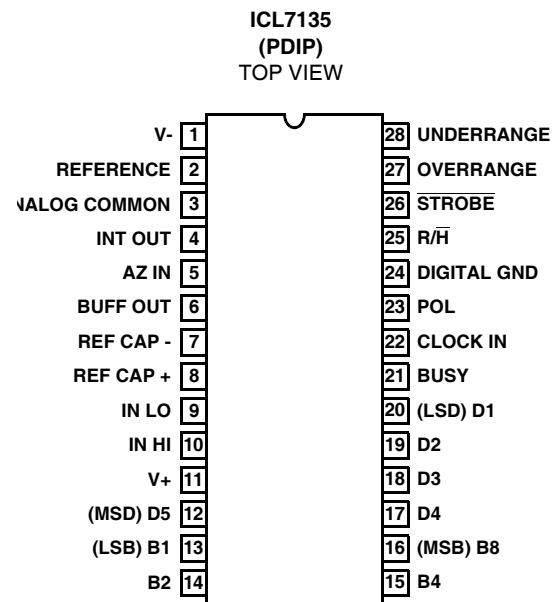 ICL7135
(PDIP)
TOP VIEW
V- 1 28 UNDERRANGE
REFERENCE 2 27 OVERRANGE
NALOG COMMON 3 26 STROBE
INT OUT 4 25 R/H
AZ IN 5 24 DIGITAL GND
BUFF OUT 6 23 POL
REF CAP - 7 22 CLOCK IN
REF CAP + 8 21 BUSY
IN LO 9 20 (LSD) D1
IN HI 10 19 D2
V+ 11 18 D3
(MSD) D5 12 17 D4
(LSB) B1 13 16 (MSB) B8
B2 14 15 B4